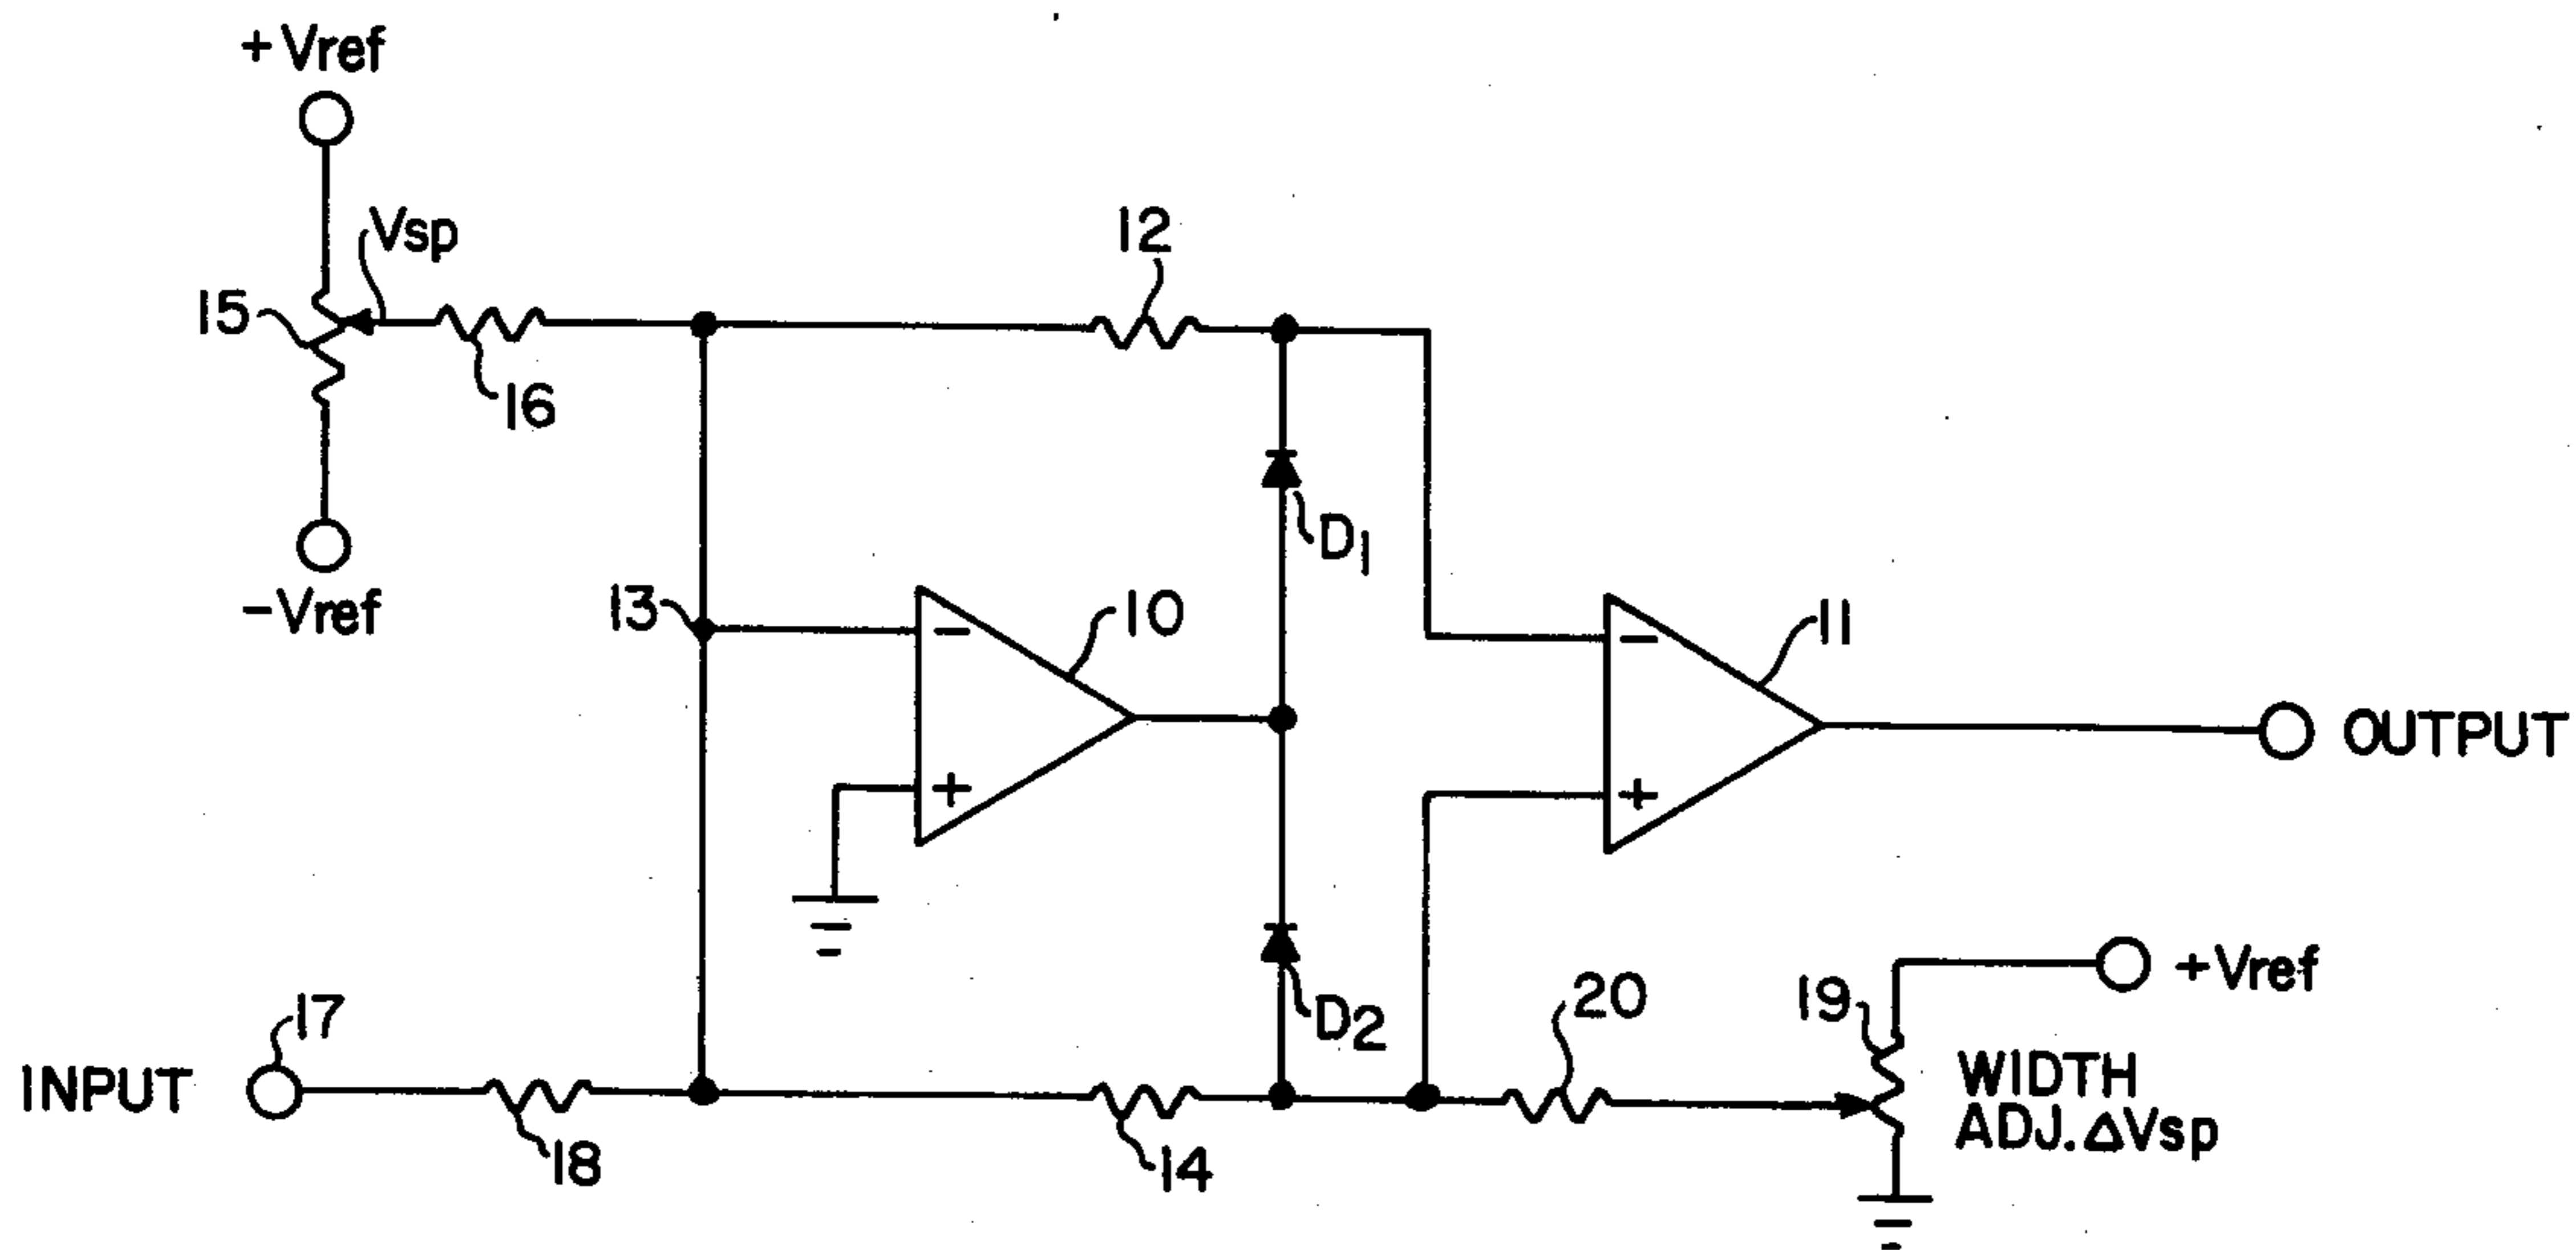 +Vref
Vsp
12
15
16
-Vref
D1
13
-
10
-
11
+
+
OUTPUT
D2
20
19
+Vref
INPUT
17
18
14
WIDTH
ADJ. ΔVsp